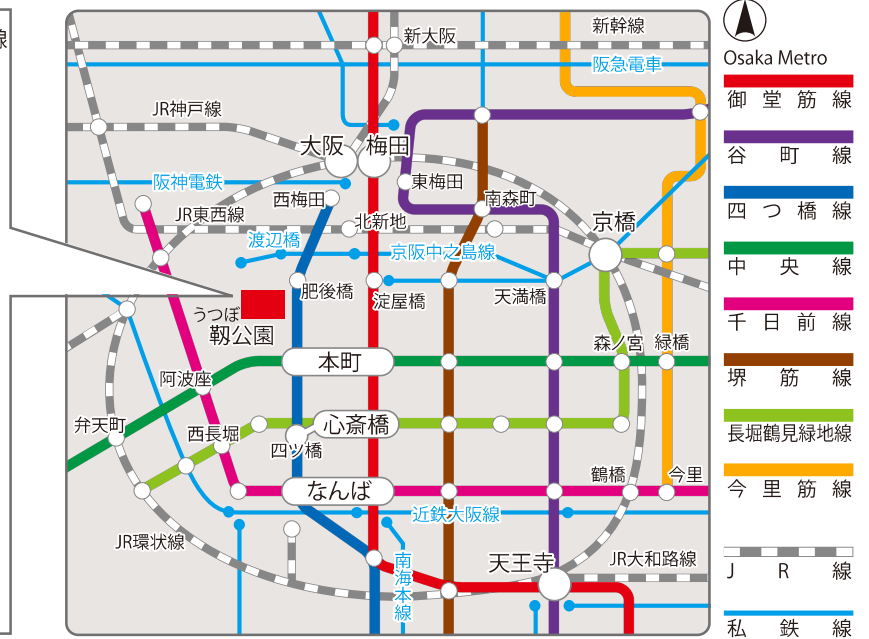 線
新幹線
新大阪
阪急電車
JR神戸線
大阪
梅田
阪神電鉄
東梅田
西梅田
南森町
JR東西線
北新地
京橋
渡辺橋
京阪中之島線
肥後橋
淀屋橋
天満橋
うつぼ
靱公園
森ノ宮
緑橋
本町
阿波座
弁天町
西長堀
心斎橋
四ツ橋
鶴橋
今里
なんば
近鉄大阪線
JR環状線
南海本線
天王寺
JR大和路線
Osaka Metro
御堂筋線
谷町線
四つ橋線
中央線
千日前線
堺筋線
長堀鶴見緑地線
今里筋線
JR線
私鉄線